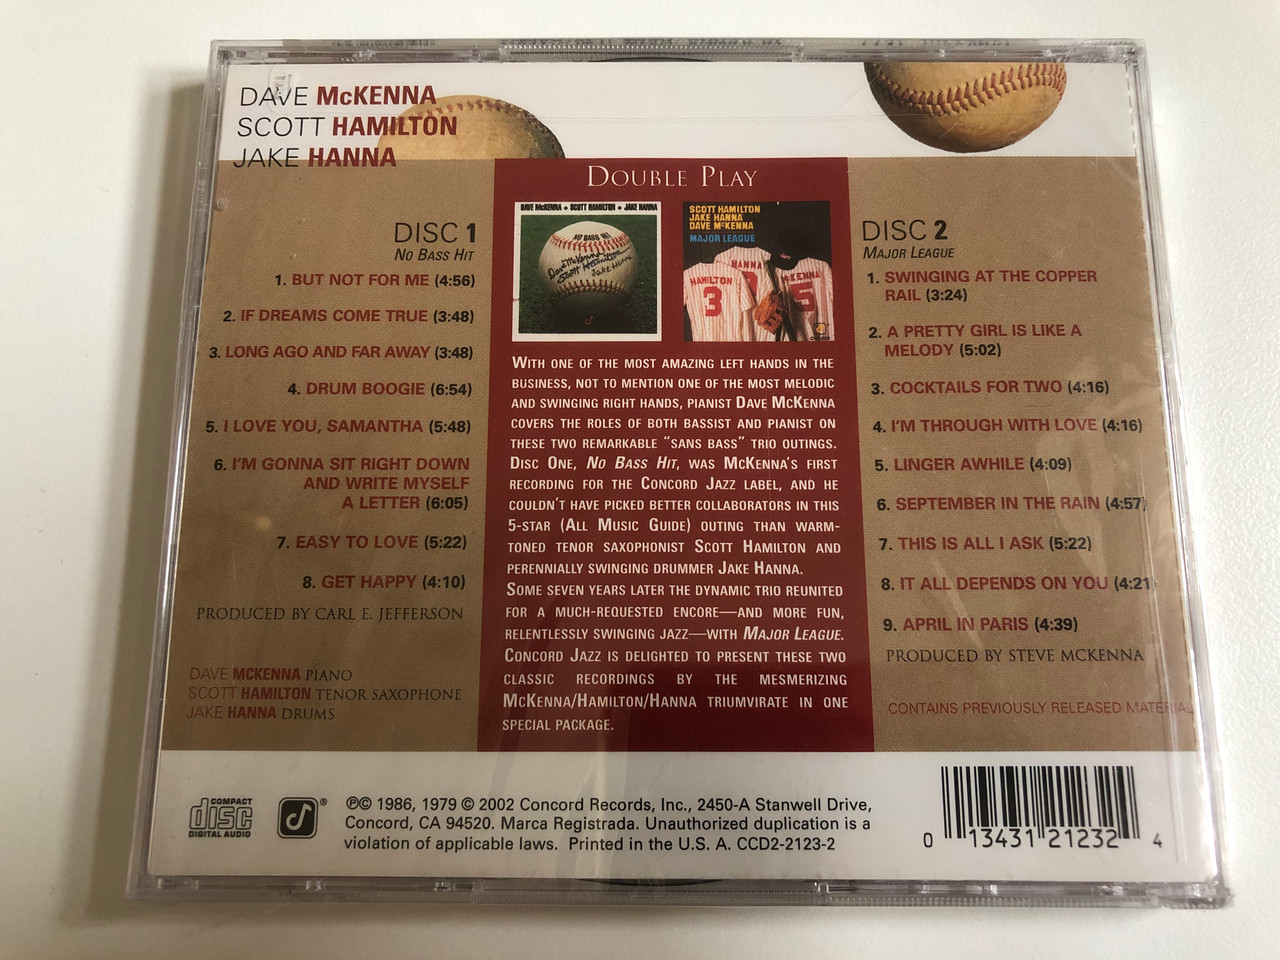 DAVE McKENNA
SCOTT HAMILTON
JAKE HANNA
DOUBLE PLAY
DISC 1
NO BASS HIT
1. BUT NOT FOR ME (4:56)
2. IF DREAMS COME TRUE (3:48)
3. LONG AGO AND FAR AWAY (3:48)
4. DRUM BOOGIE (6:54)
5. I LOVE YOU, SAMANTHA (5:48)
6. I'M GONNA SIT RIGHT DOWN
AND WRITE MYSELF
A LETTER (6:05)
7. EASY TO LOVE (5:22)
8. GET HAPPY (4:10)
PRODUCED BY CARL E. JEFFERSON
DAVE MCKENNA PIANO
SCOTT HAMILTON TENOR SAXOPHONE
JAKE HANNA DRUMS
DAVE McKENNA • SCOTT HAMILTON • JAKE HANNA
NO BASS HIT
Dave McKenna
Scott Hamilton
Jake Hanna
SCOTT HAMILTON
JAKE HANNA
DAVE McKENNA
MAJOR LEAGUE
HAMILTON
3
HANNA
McKENNA
5
WITH ONE OF THE MOST AMAZING LEFT HANDS IN THE
BUSINESS, NOT TO MENTION ONE OF THE MOST MELODIC
AND SWINGING RIGHT HANDS, PIANIST DAVE McKENNA
COVERS THE ROLES OF BOTH BASSIST AND PIANIST ON
THESE TWO REMARKABLE “SANS BASS” TRIO OUTINGS.
DISC ONE, NO BASS HIT, WAS McKENNA'S FIRST
RECORDING FOR THE CONCORD JAZZ LABEL, AND HE
COULDN'T HAVE PICKED BETTER COLLABORATORS IN THIS
5-STAR (ALL MUSIC GUIDE) OUTING THAN WARM-
TONED TENOR SAXOPHONIST SCOTT HAMILTON AND
PERENNIALLY SWINGING DRUMMER JAKE HANNA.
SOME SEVEN YEARS LATER THE DYNAMIC TRIO REUNITED
FOR A MUCH-REQUESTED ENCORE—AND MORE FUN,
RELENTLESSLY SWINGING JAZZ—WITH MAJOR LEAGUE.
CONCORD JAZZ IS DELIGHTED TO PRESENT THESE TWO
CLASSIC RECORDINGS BY THE MESMERIZING
McKENNA/HAMILTON/HANNA TRIUMVIRATE IN ONE
SPECIAL PACKAGE.
DISC 2
MAJOR LEAGUE
1. SWINGING AT THE COPPER
RAIL (3:24)
2. A PRETTY GIRL IS LIKE A
MELODY (5:02)
3. COCKTAILS FOR TWO (4:16)
4. I'M THROUGH WITH LOVE (4:16)
5. LINGER AWHILE (4:09)
6. SEPTEMBER IN THE RAIN (4:57)
7. THIS IS ALL I ASK (5:22)
8. IT ALL DEPENDS ON YOU (4:21)
9. APRIL IN PARIS (4:39)
PRODUCED BY STEVE MCKENNA
CONTAINS PREVIOUSLY RELEASED MATERIAL
COMPACT
disc
DIGITAL AUDIO
®
℗© 1986, 1979 © 2002 Concord Records, Inc., 2450-A Stanwell Drive,
Concord, CA 94520. Marca Registrada. Unauthorized duplication is a
violation of applicable laws. Printed in the U.S. A. CCD2-2123-2
0 13431 21232 4